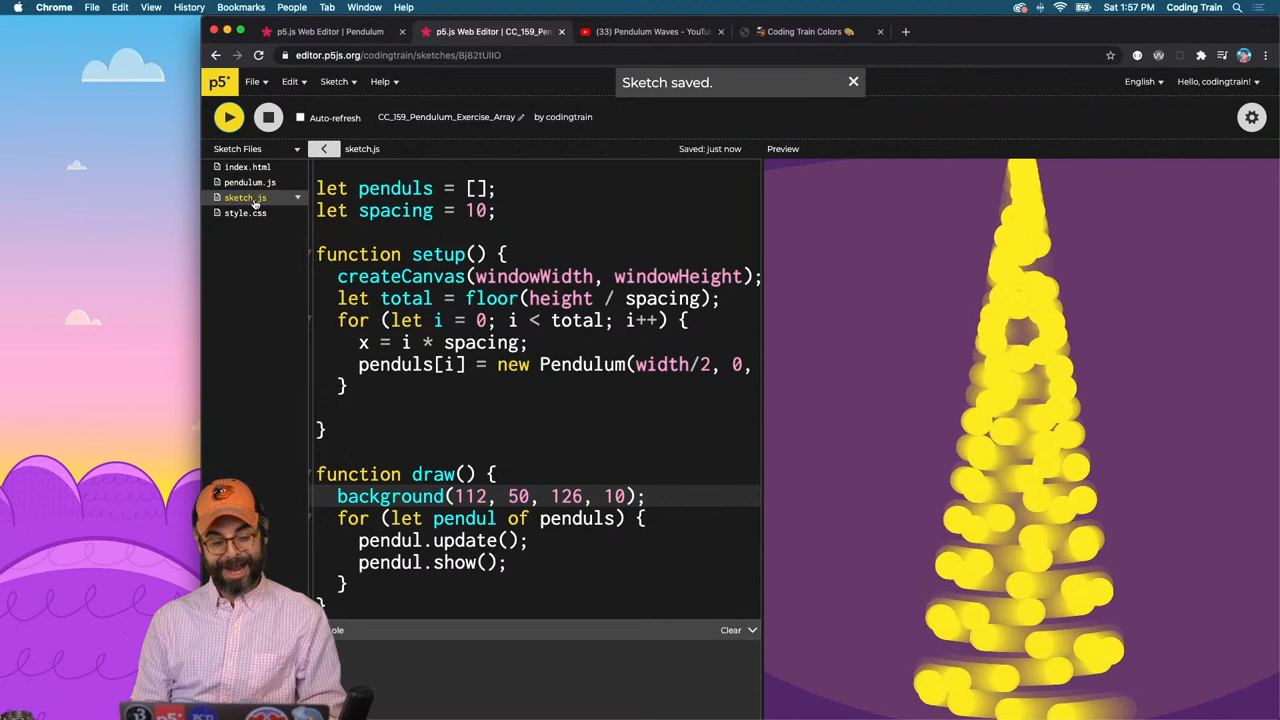 Chrome File Edit View History Bookmarks People Tab Window Help Sat 1:57 PM Coding Train
p5.js Web Editor | Pendulum × p5.js Web Editor | CC_159_Pen × (33) Pendulum Waves - YouT × Coding Train Colors × +
editor.p5js.org/codingtrain/sketches/Bj82tUlIO
p5* File Edit Sketch Help Sketch saved. × English Hello, codingtrain!
Auto-refresh CC_159_Pendulum_Exercise_Array by codingtrain
Sketch Files < sketch.js Saved: just now Preview
index.html
pendulum.js
sketch.js
style.css
let penduls = [];
let spacing = 10;
function setup() {
createCanvas(windowWidth, windowHeight);
let total = floor(height / spacing);
for (let i = 0; i < total; i++) {
x = i * spacing;
penduls[i] = new Pendulum(width/2, 0,
}
}
function draw() {
background(112, 50, 126, 10);
for (let pendul of penduls) {
pendul.update();
pendul.show();
}
}
Clear
p5*